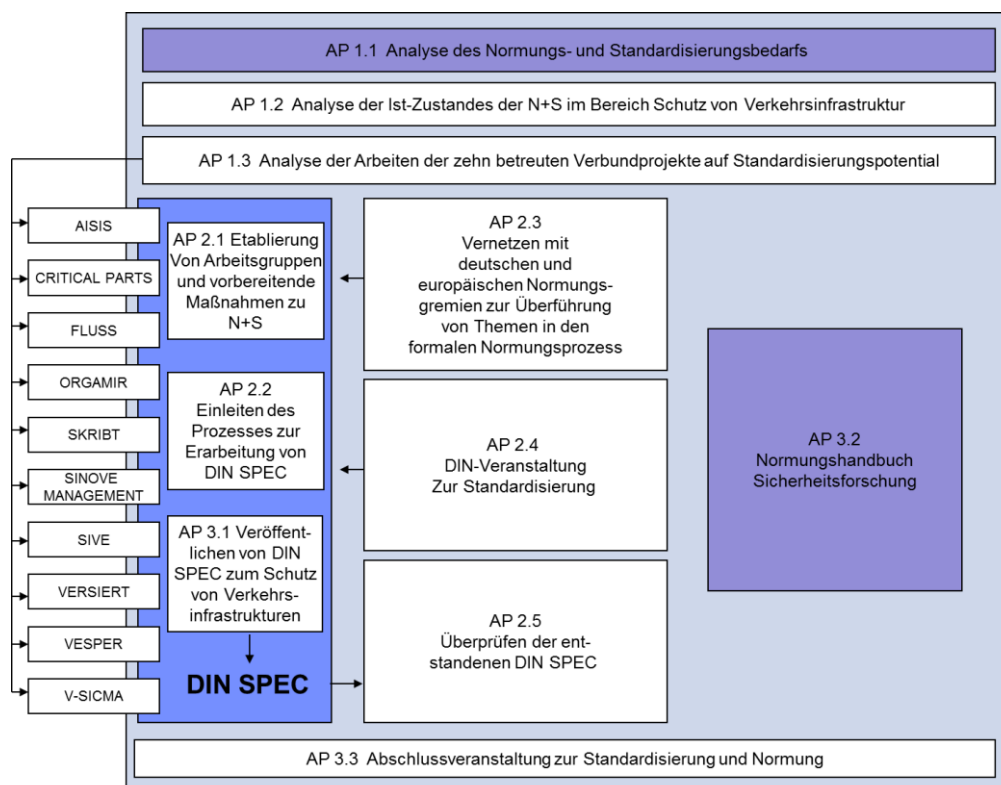 AP 1.1 Analyse des Normungs- und Standardisierungsbedarfs
AP 1.2 Analyse der Ist-Zustandes der N+S im Bereich Schutz von Verkehrsinfrastruktur
AP 1.3 Analyse der Arbeiten der zehn betreuten Verbundprojekte auf Standardisierungspotential
AISIS
CRITICAL PARTS
FLUSS
ORGAMIR
SKRIBT
SINOVE
MANAGEMENT
SIVE
VERSIERT
VESPER
V-SICMA
AP 2.1 Etablierung
Von Arbeitsgruppen
und vorbereitende
Maßnahmen zu
N+S
AP 2.2
Einleiten des
Prozesses zur
Erarbeitung von
DIN SPEC
AP 3.1 Veröffent-
lichen von DIN
SPEC zum Schutz
von Verkehrs-
infrastrukturen
DIN SPEC
AP 2.3
Vernetzen mit
deutschen und
europäischen Normungs-
gremien zur Überführung
von Themen in den
formalen Normungsprozess
AP 2.4
DIN-Veranstaltung
Zur Standardisierung
AP 2.5
Überprüfen der ent-
standenen DIN SPEC
AP 3.2
Normungshandbuch
Sicherheitsforschung
AP 3.3 Abschlussveranstaltung zur Standardisierung und Normung